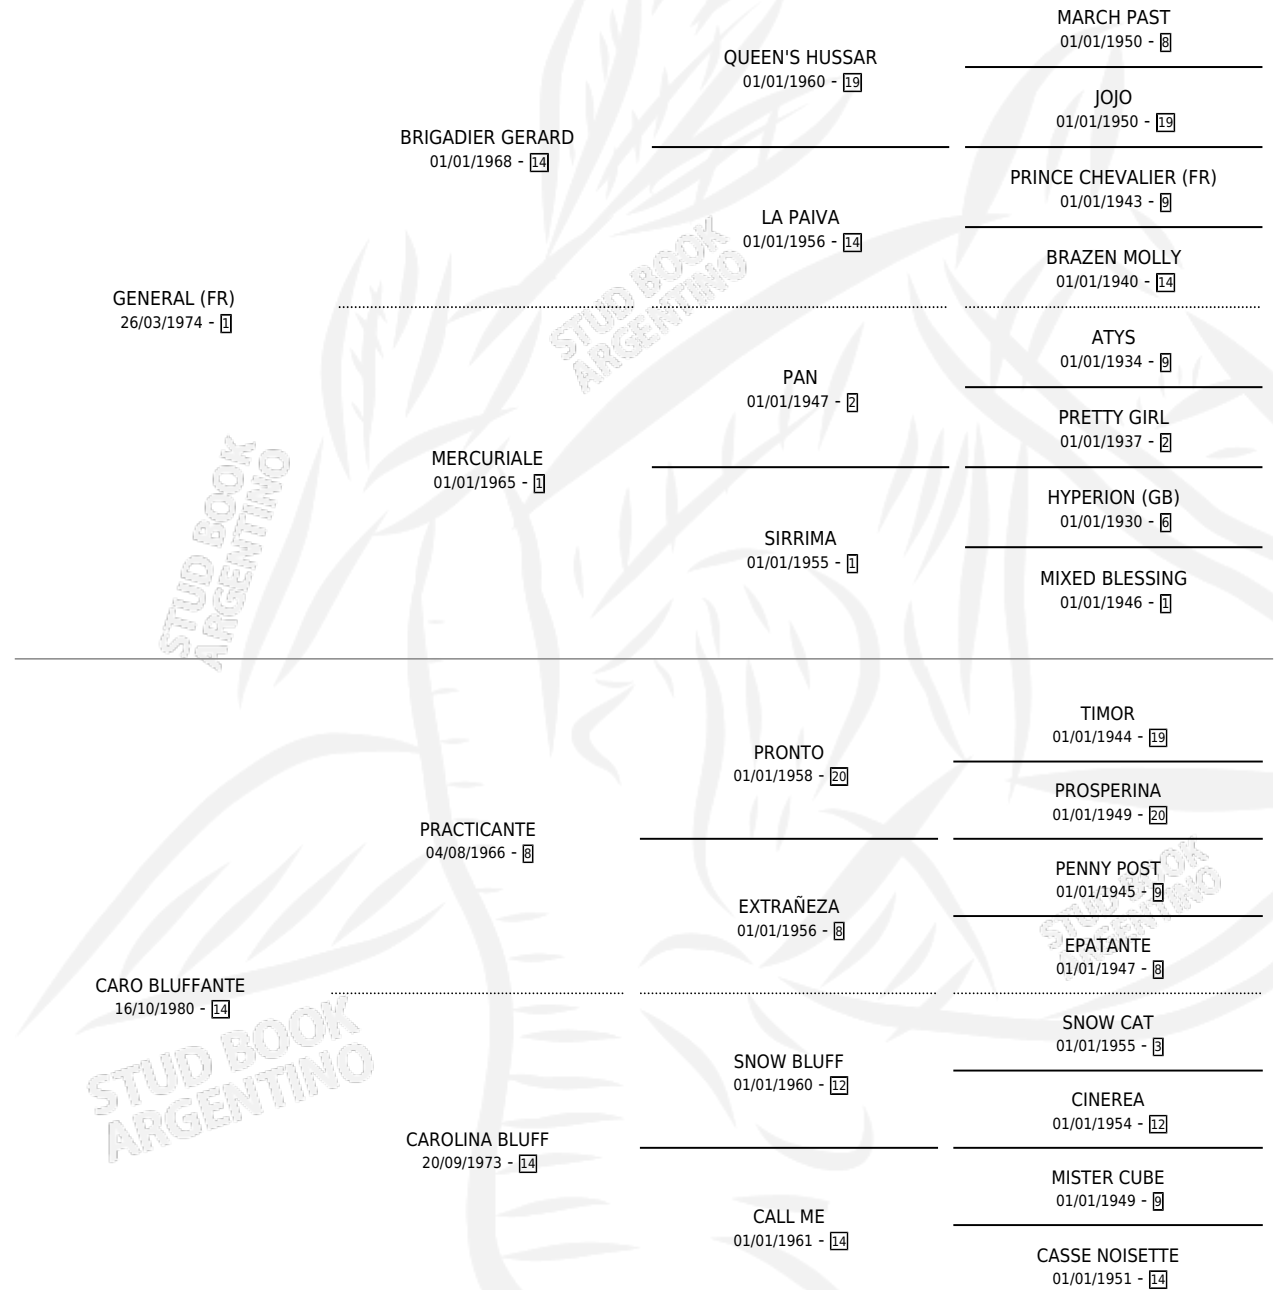 MARCH PAST
01/01/1950 - 8
QUEEN'S HUSSAR
01/01/1960 - 19
JOJO
01/01/1950 - 19
BRIGADIER GERARD
01/01/1968 - 14
PRINCE CHEVALIER (FR)
01/01/1943 - 9
LA PAIVA
01/01/1956 - 14
BRAZEN MOLLY
01/01/1940 - 14
GENERAL (FR)
26/03/1974 - 1
ATYS
01/01/1934 - 9
PAN
01/01/1947 - 2
PRETTY GIRL
01/01/1937 - 2
MERCURIALE
01/01/1965 - 1
HYPERION (GB)
01/01/1930 - 6
SIRRIMA
01/01/1955 - 1
MIXED BLESSING
01/01/1946 - 1
TIMOR
01/01/1944 - 19
PRONTO
01/01/1958 - 20
PROSPERINA
01/01/1949 - 20
PRACTICANTE
04/08/1966 - 8
PENNY POST
01/01/1945 - 9
EXTRAÑEZA
01/01/1956 - 8
EPATANTE
01/01/1947 - 8
CARO BLUFFANTE
16/10/1980 - 14
SNOW CAT
01/01/1955 - 3
SNOW BLUFF
01/01/1960 - 12
CINEREA
01/01/1954 - 12
CAROLINA BLUFF
20/09/1973 - 14
MISTER CUBE
01/01/1949 - 9
CALL ME
01/01/1961 - 14
CASSE NOISETTE
01/01/1951 - 14
STUD BOOK
ARGENTINO
STUD BOOK
ARGENTINO
STUD BOOK
ARGENTINO
STUD BOOK
ARGENTINO